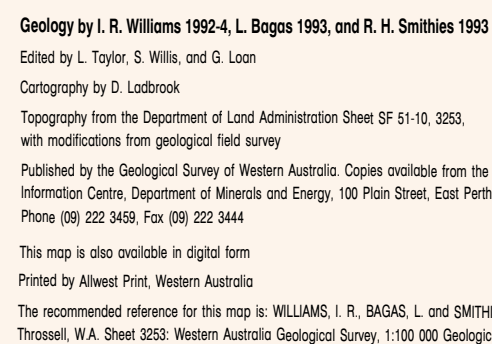 Geology by I. R. Williams 1992-4, L. Bagas 1993, and R. H. Smithies 1993
Edited by L. Taylor, S. Willis, and G. Loan
Cartography by D. Ladbrook
Topography from the Department of Land Administration Sheet SF 51-10, 3253,
with modifications from geological field survey
Published by the Geological Survey of Western Australia. Copies available from the
Information Centre, Department of Minerals and Energy, 100 Plain Street, East Perth
Phone (09) 222 3459, Fax (09) 222 3444
This map is also available in digital form
Printed by Allwest Print, Western Australia
The recommended reference for this map is: WILLIAMS, I. R., BAGAS, L. and SMITHI
Throssell, W.A. Sheet 3253: Western Australia Geological Survey, 1:100 000 Geologic